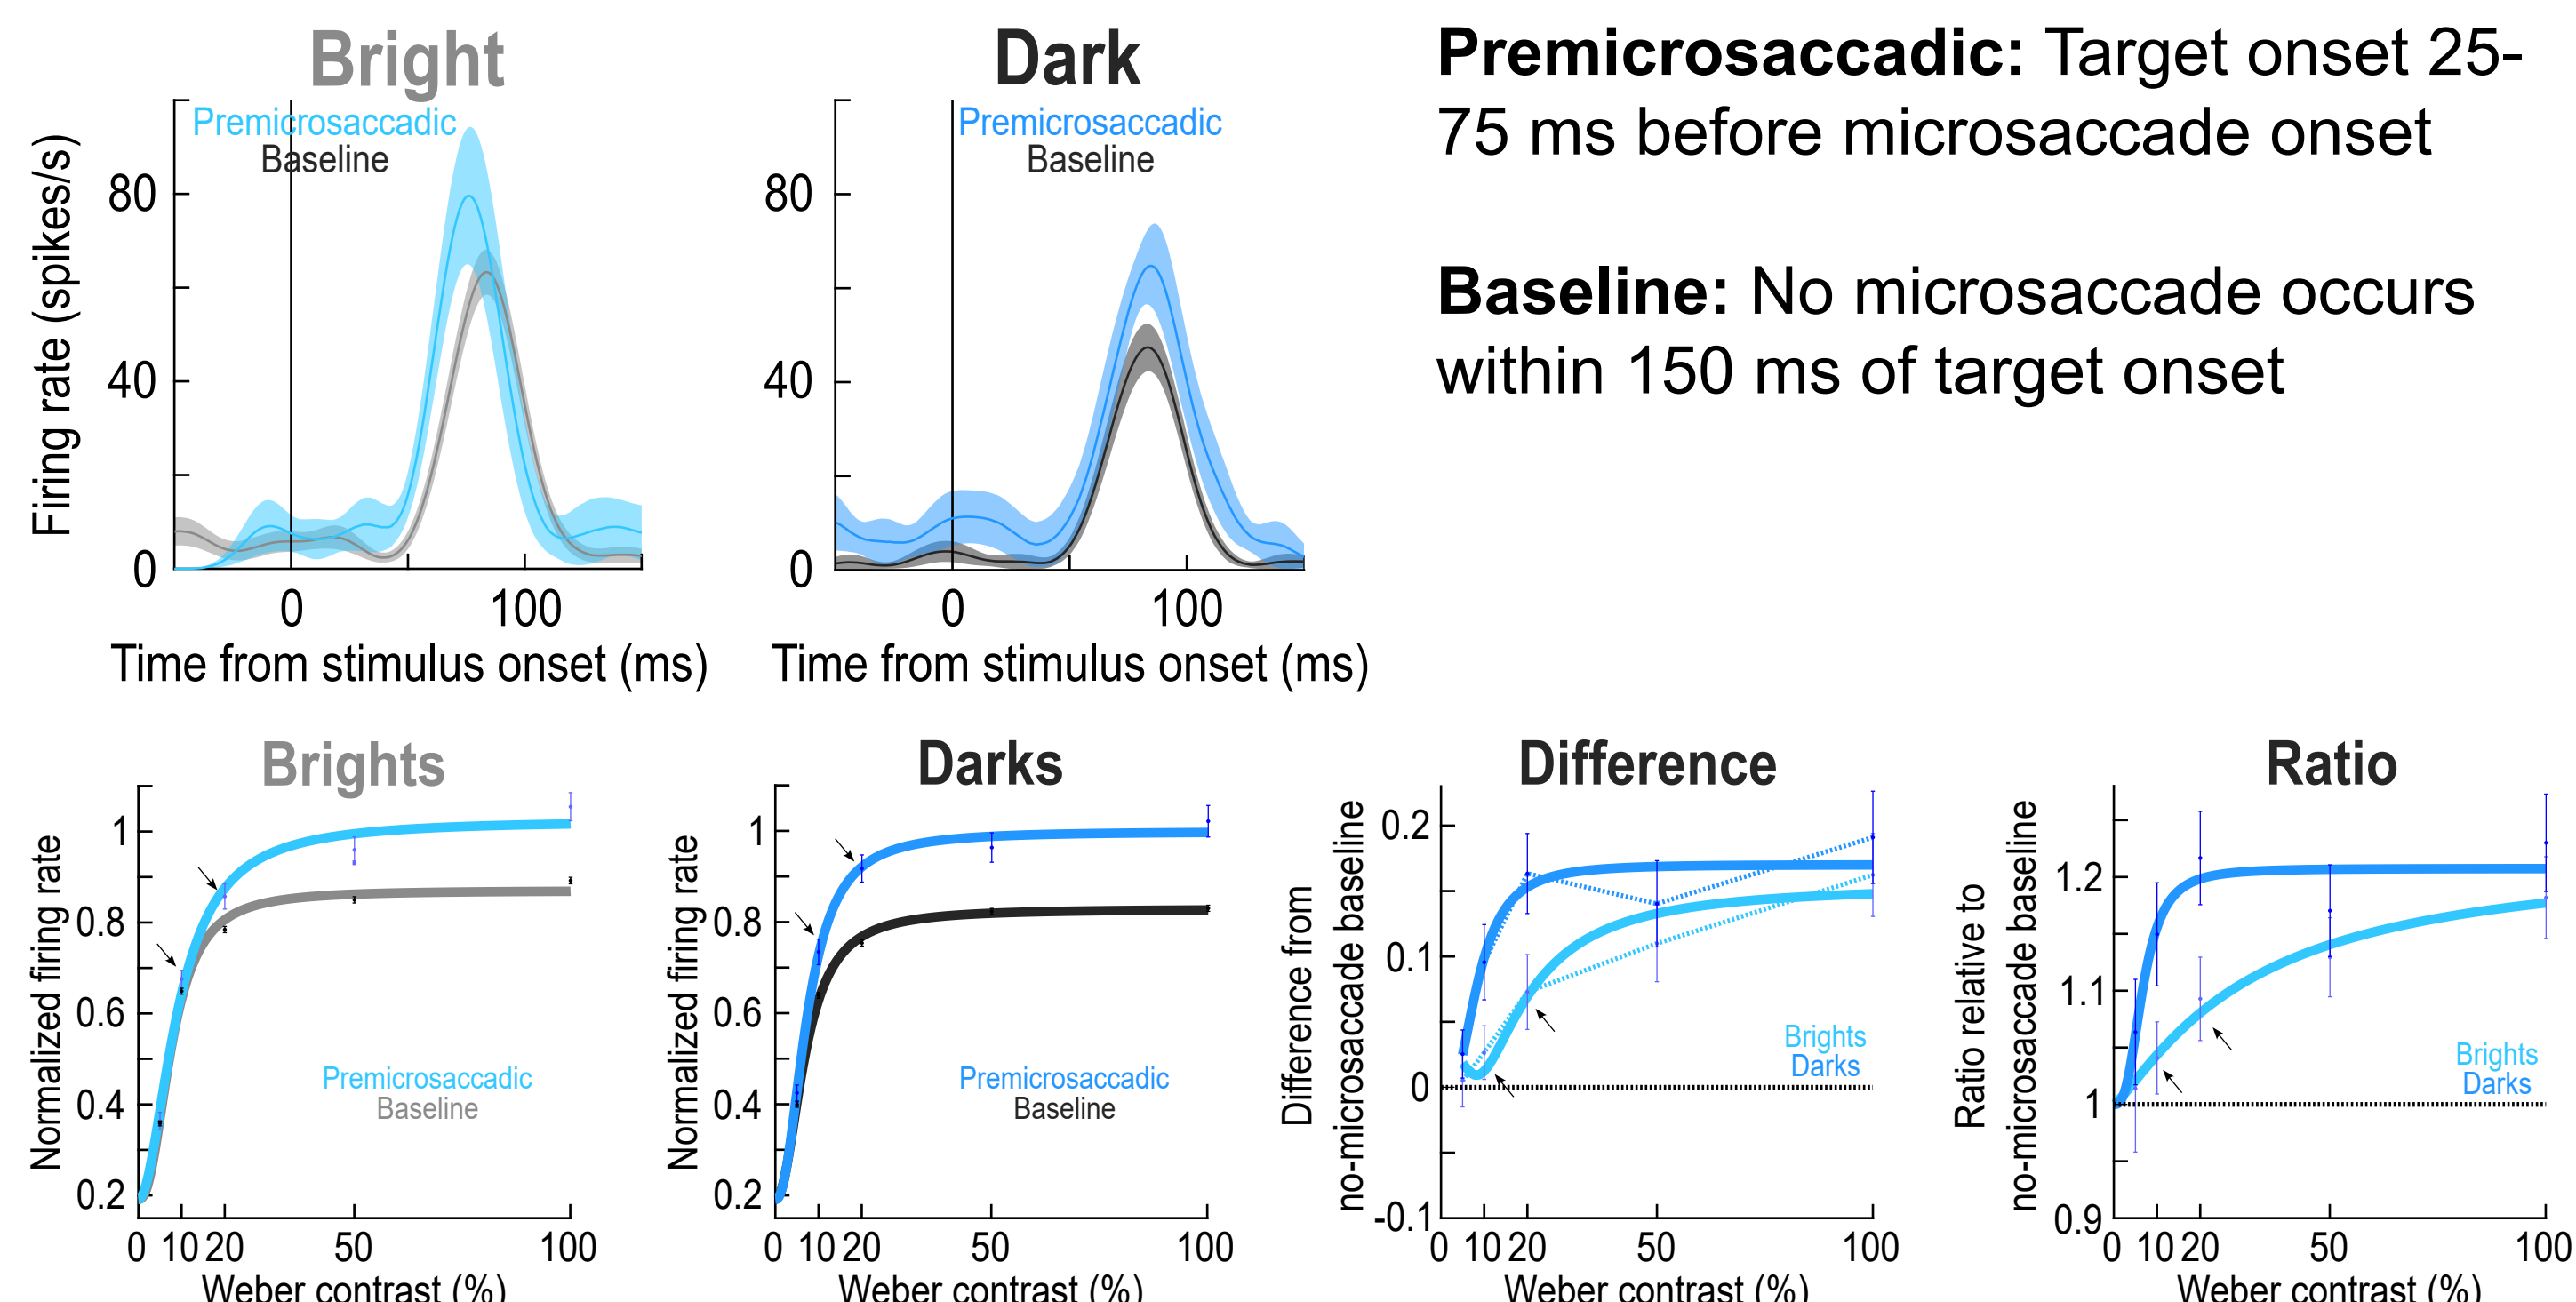 Bright
Premicrosaccadic
Baseline
Firing rate (spikes/s)
80
40
0
0 100
Time from stimulus onset (ms)
Dark
Premicrosaccadic
Baseline
80
40
0
0 100
Time from stimulus onset (ms)
Premicrosaccadic: Target onset 25-
75 ms before microsaccade onset
Baseline: No microsaccade occurs
within 150 ms of target onset
Brights
Normalized firing rate
1
0.8
0.6
0.4
0.2
Premicrosaccadic
Baseline
0 10 20 50 100
Weber contrast (%)
Darks
Normalized firing rate
1
0.8
0.6
0.4
0.2
Premicrosaccadic
Baseline
0 10 20 50 100
Weber contrast (%)
Difference
Difference from
no-microsaccade baseline
0.2
0.1
0
-0.1
Brights
Darks
0 10 20 50 100
Weber contrast (%)
Ratio
Ratio relative to
no-microsaccade baseline
1.2
1.1
1
0.9
Brights
Darks
0 10 20 50 100
Weber contrast (%)